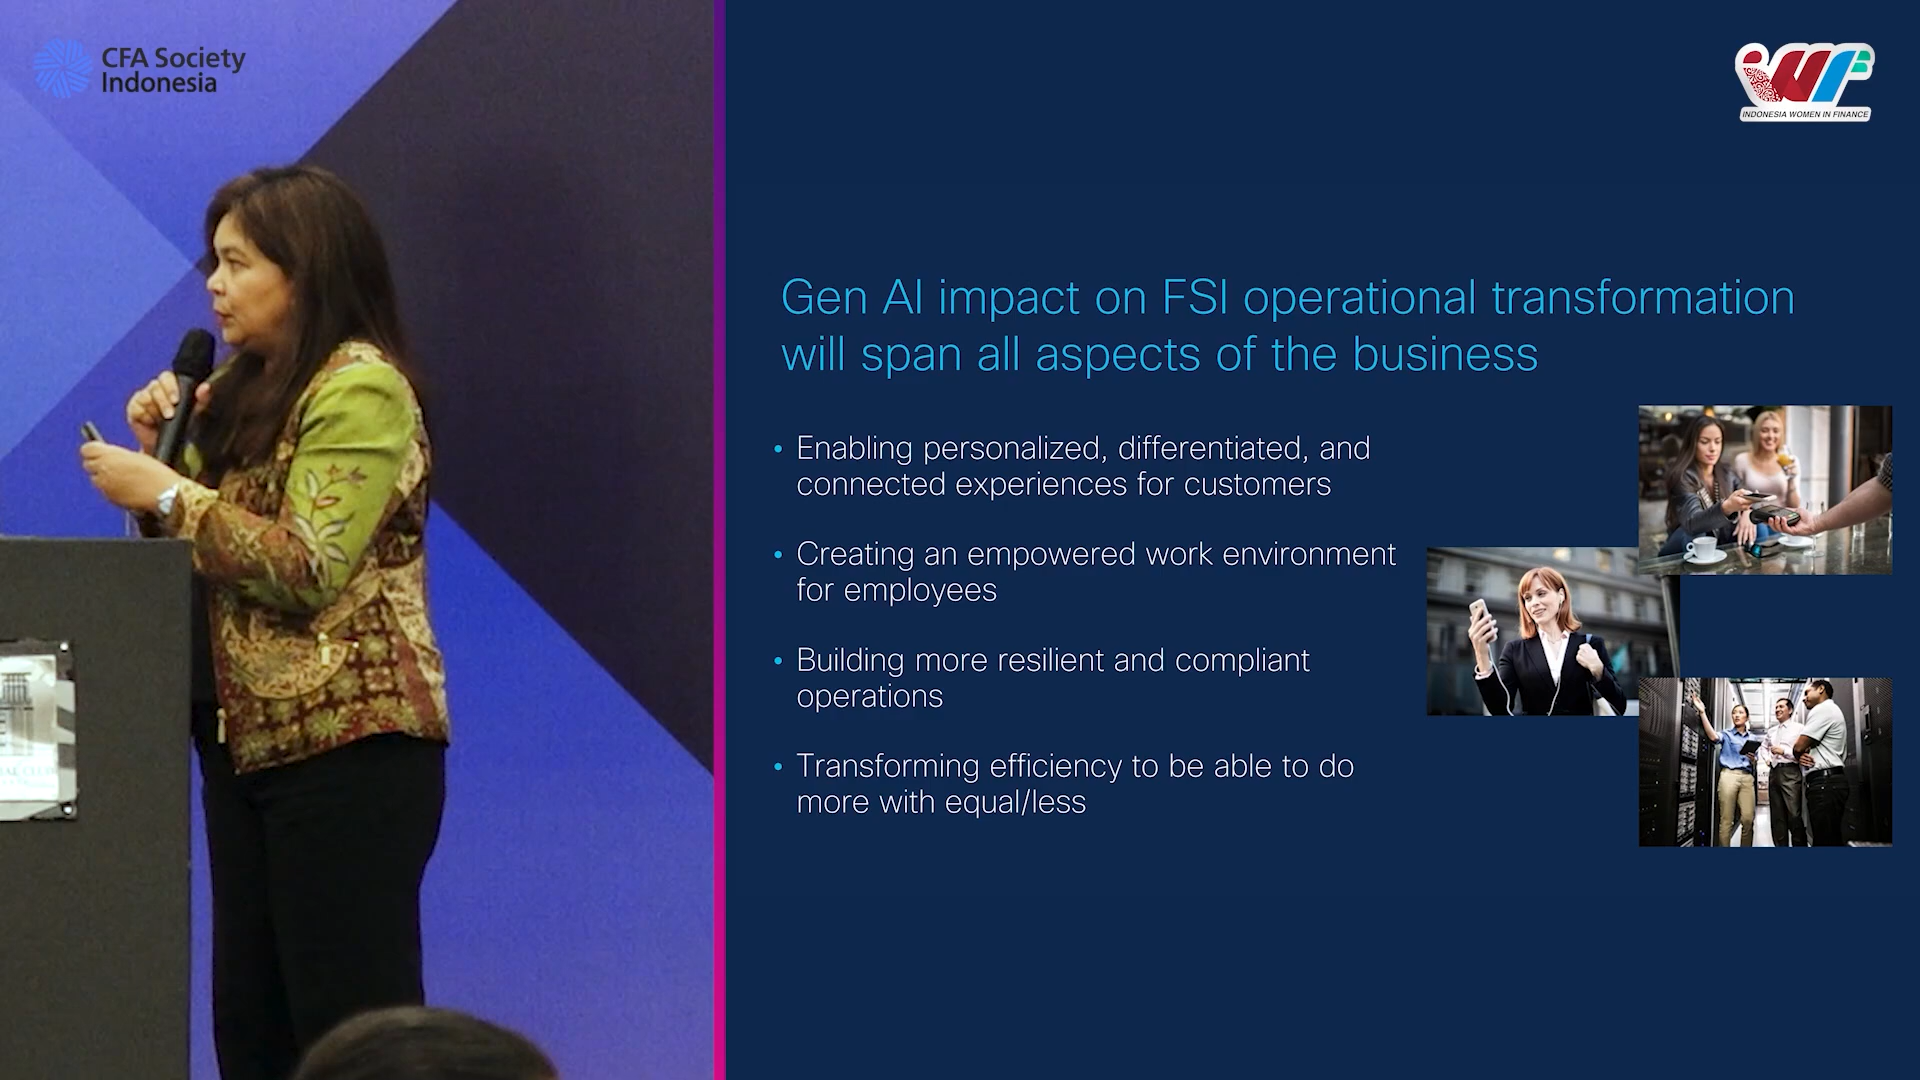 CFA Society
Indonesia
iWF
INDONESIA WOMEN IN FINANCE
Gen AI impact on FSI operational transformation
will span all aspects of the business
• Enabling personalized, differentiated, and
connected experiences for customers
• Creating an empowered work environment
for employees
• Building more resilient and compliant
operations
• Transforming efficiency to be able to do
more with equal/less